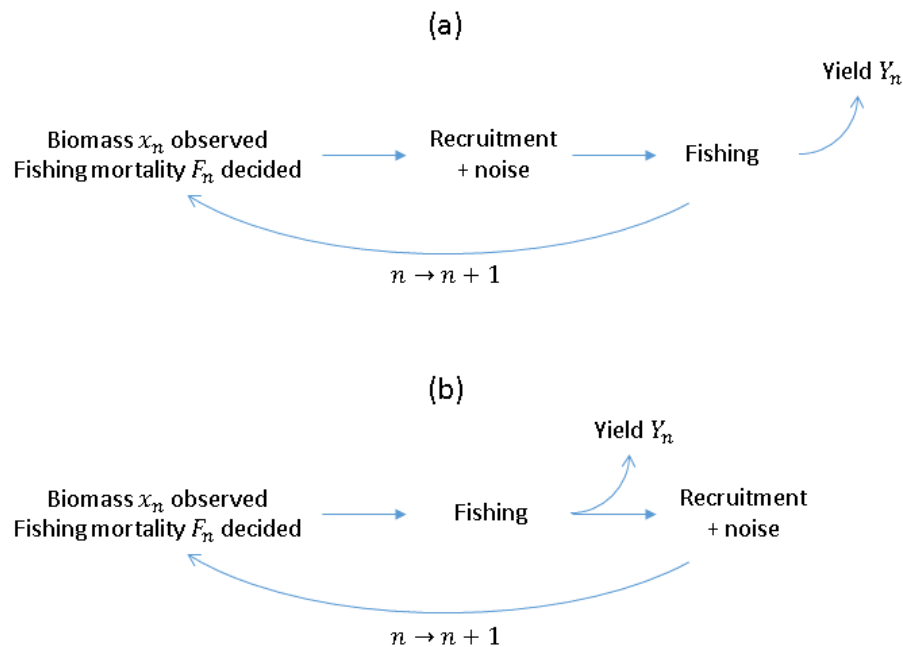 (a)
Yield Yₙ
Biomass xₙ observed
Fishing mortality Fₙ decided
Recruitment
+ noise
Fishing
n → n + 1
(b)
Yield Yₙ
Biomass xₙ observed
Fishing mortality Fₙ decided
Fishing
Recruitment
+ noise
n → n + 1